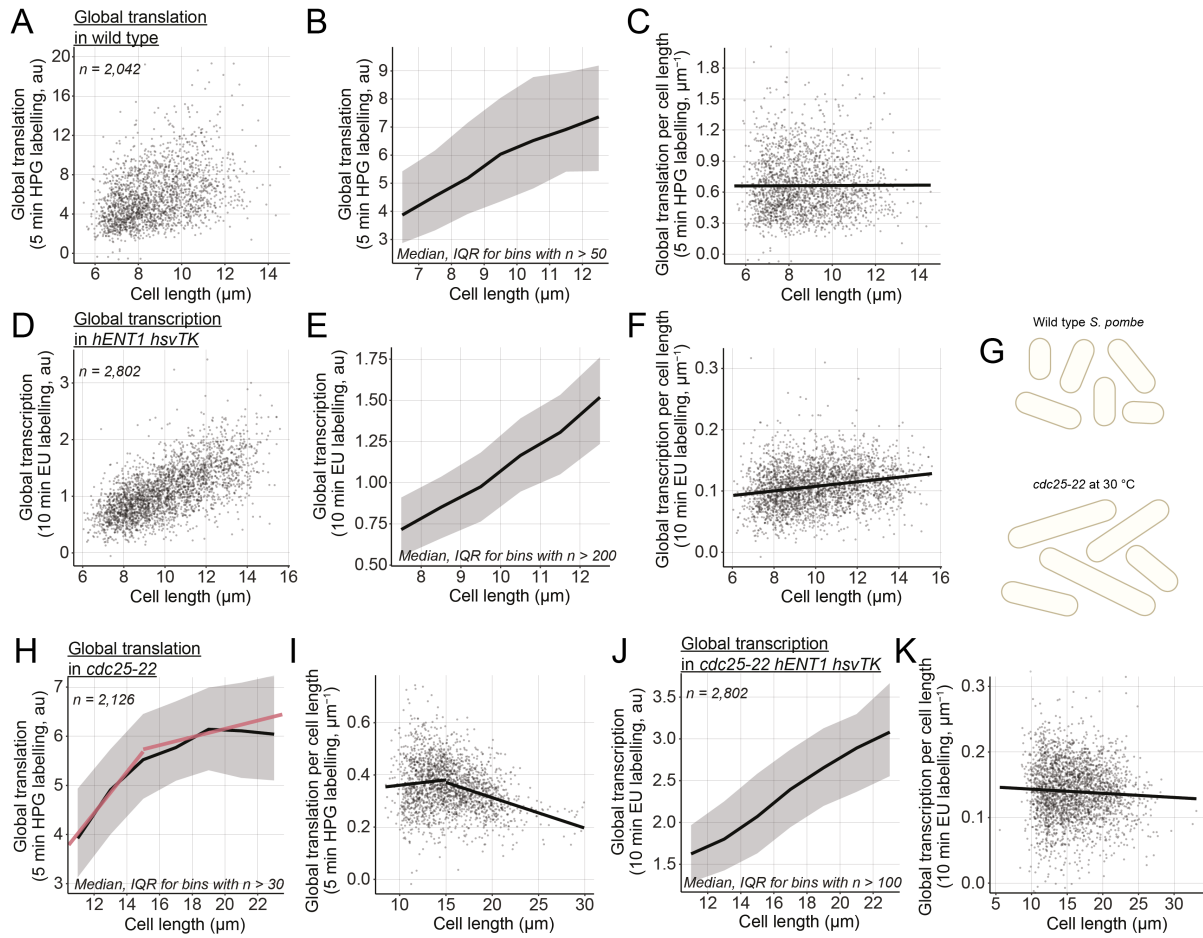 A
Global translation
in wild type
n = 2,042
Global translation
(5 min HPG labelling, au)
20
16
12
8
4
0
6 8 10 12 14
Cell length (µm)
B
Global translation
(5 min HPG labelling, au)
9
8
7
6
5
4
3
Median, IQR for bins with n > 50
7 8 9 10 11 12
Cell length (µm)
C
Global translation per cell length
(5 min HPG labelling, µm⁻¹)
1.8
1.5
1.2
0.9
0.6
0.3
0.0
6 8 10 12 14
Cell length (µm)
D
Global transcription
in hENT1 hsvTK
n = 2,802
Global transcription
(10 min EU labelling, au)
3
2
1
0
6 8 10 12 14 16
Cell length (µm)
E
Global transcription
(10 min EU labelling, au)
1.75
1.50
1.25
1.00
0.75
0.50
Median, IQR for bins with n > 200
8 9 10 11 12
Cell length (µm)
F
Global transcription per cell length
(10 min EU labelling, µm⁻¹)
0.3
0.2
0.1
0.0
6 8 10 12 14 16
Cell length (µm)
G
Wild type S. pombe
cdc25-22 at 30 °C
H
Global translation
in cdc25-22
n = 2,126
Global translation
(5 min HPG labelling, au)
7
6
5
4
3
Median, IQR for bins with n > 30
12 14 16 18 20 22
Cell length (µm)
I
Global translation per cell length
(5 min HPG labelling, µm⁻¹)
0.6
0.4
0.2
0.0
10 15 20 25 30
Cell length (µm)
J
Global transcription
in cdc25-22 hENT1 hsvTK
n = 2,802
Global transcription
(10 min EU labelling, au)
3.5
3.0
2.5
2.0
1.5
Median, IQR for bins with n > 100
12 14 16 18 20 22
Cell length (µm)
K
Global transcription per cell length
(10 min EU labelling, µm⁻¹)
0.3
0.2
0.1
0.0
5 10 15 20 25 30
Cell length (µm)